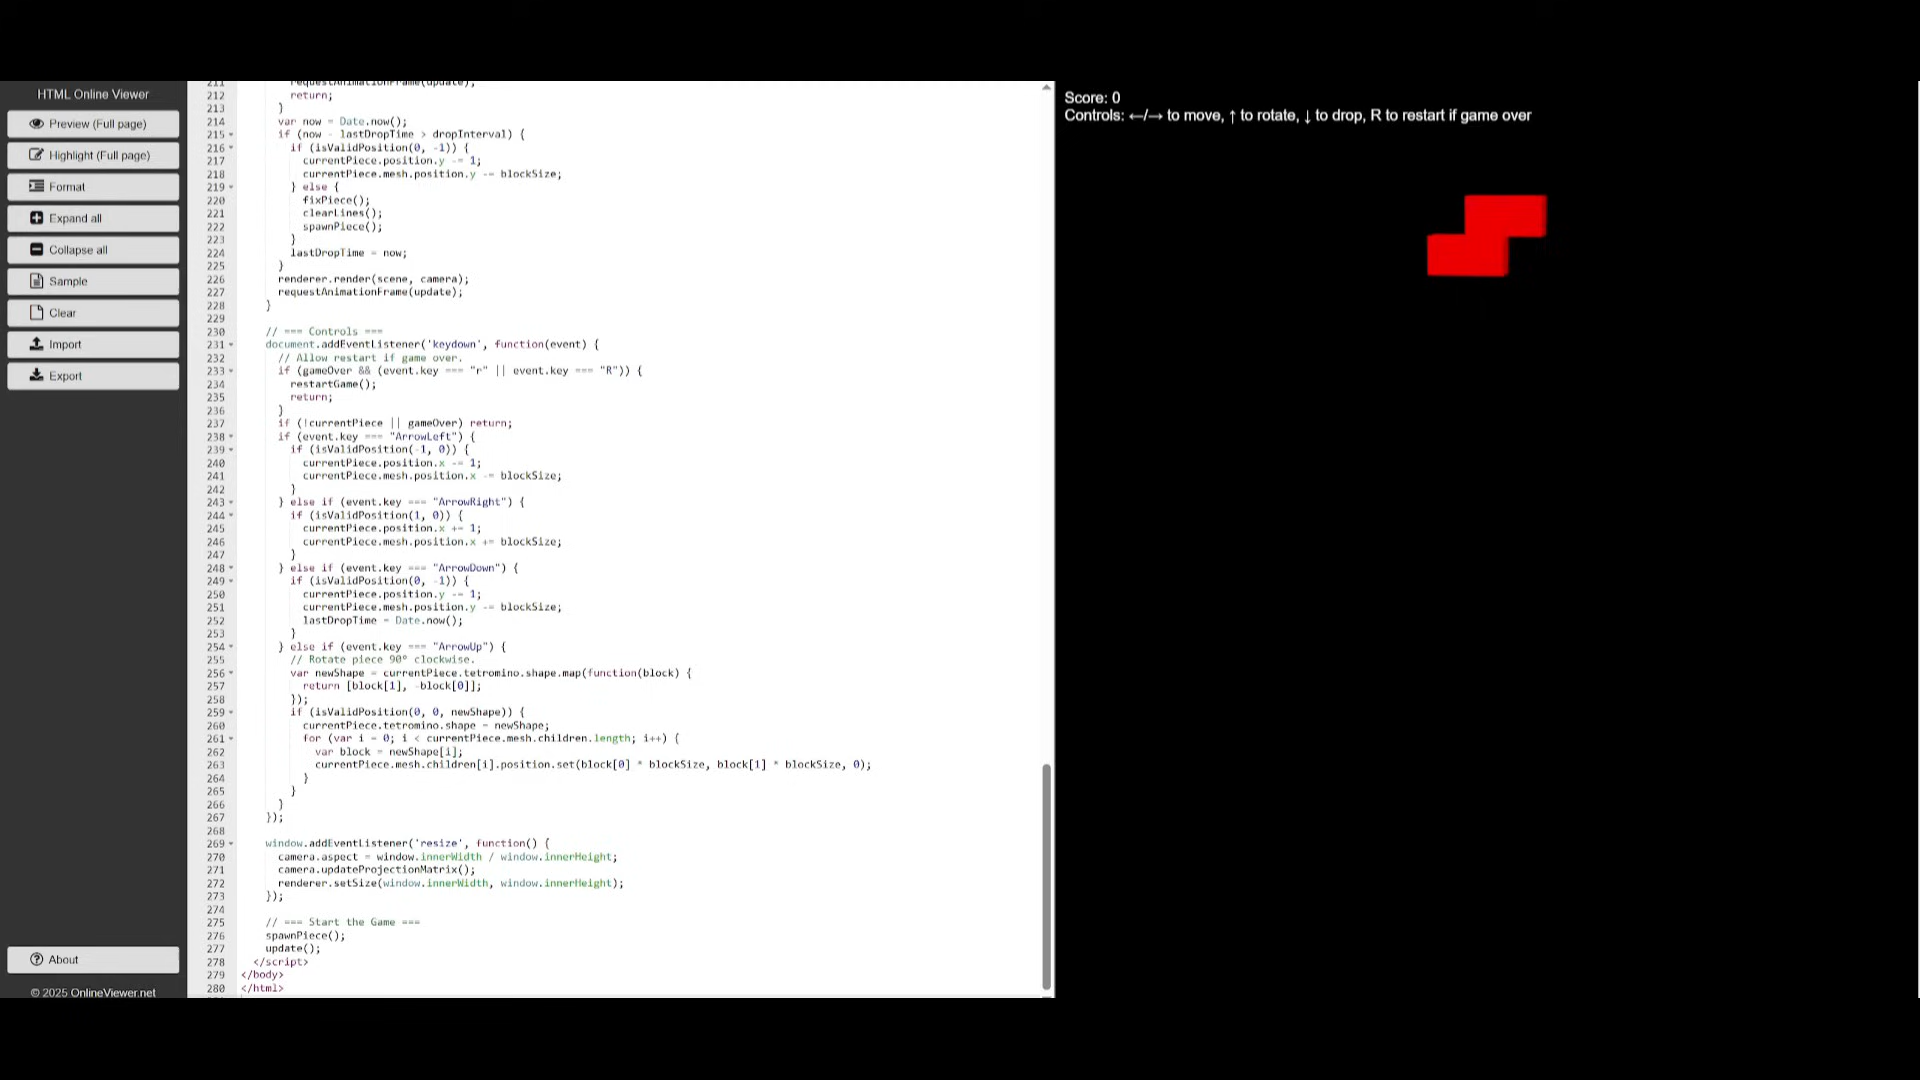 HTML Online Viewer
Preview (Full page)
Highlight (Full page)
Format
Expand all
Collapse all
Sample
Clear
Import
Export
About
© 2025 OnlineViewer.net
211 requestAnimationFrame(update);
212 return;
213 }
214 var now = Date.now();
215 if (now - lastDropTime > dropInterval) {
216 if (isValidPosition(0, -1)) {
217 currentPiece.position.y -= 1;
218 currentPiece.mesh.position.y -= blockSize;
219 } else {
220 fixPiece();
221 clearLines();
222 spawnPiece();
223 }
224 lastDropTime = now;
225 }
226 renderer.render(scene, camera);
227 requestAnimationFrame(update);
228 }
229
230 // === Controls ===
231 document.addEventListener('keydown', function(event) {
232 // Allow restart if game over.
233 if (gameOver && (event.key === "r" || event.key === "R")) {
234 restartGame();
235 return;
236 }
237 if (!currentPiece || gameOver) return;
238 if (event.key === "ArrowLeft") {
239 if (isValidPosition(-1, 0)) {
240 currentPiece.position.x -= 1;
241 currentPiece.mesh.position.x -= blockSize;
242 }
243 } else if (event.key === "ArrowRight") {
244 if (isValidPosition(1, 0)) {
245 currentPiece.position.x += 1;
246 currentPiece.mesh.position.x += blockSize;
247 }
248 } else if (event.key === "ArrowDown") {
249 if (isValidPosition(0, -1)) {
250 currentPiece.position.y -= 1;
251 currentPiece.mesh.position.y -= blockSize;
252 lastDropTime = Date.now();
253 }
254 } else if (event.key === "ArrowUp") {
255 // Rotate piece 90° clockwise.
256 var newShape = currentPiece.tetromino.shape.map(function(block) {
257 return [block[1], -block[0]];
258 });
259 if (isValidPosition(0, 0, newShape)) {
260 currentPiece.tetromino.shape = newShape;
261 for (var i = 0; i < currentPiece.mesh.children.length; i++) {
262 var block = newShape[i];
263 currentPiece.mesh.children[i].position.set(block[0] * blockSize, block[1] * blockSize, 0);
264 }
265 }
266 }
267 });
268
269 window.addEventListener('resize', function() {
270 camera.aspect = window.innerWidth / window.innerHeight;
271 camera.updateProjectionMatrix();
272 renderer.setSize(window.innerWidth, window.innerHeight);
273 });
274
275 // === Start the Game ===
276 spawnPiece();
277 update();
278 </script>
279 </body>
280 </html>
Score: 0
Controls: ←/→ to move, ↑ to rotate, ↓ to drop, R to restart if game over